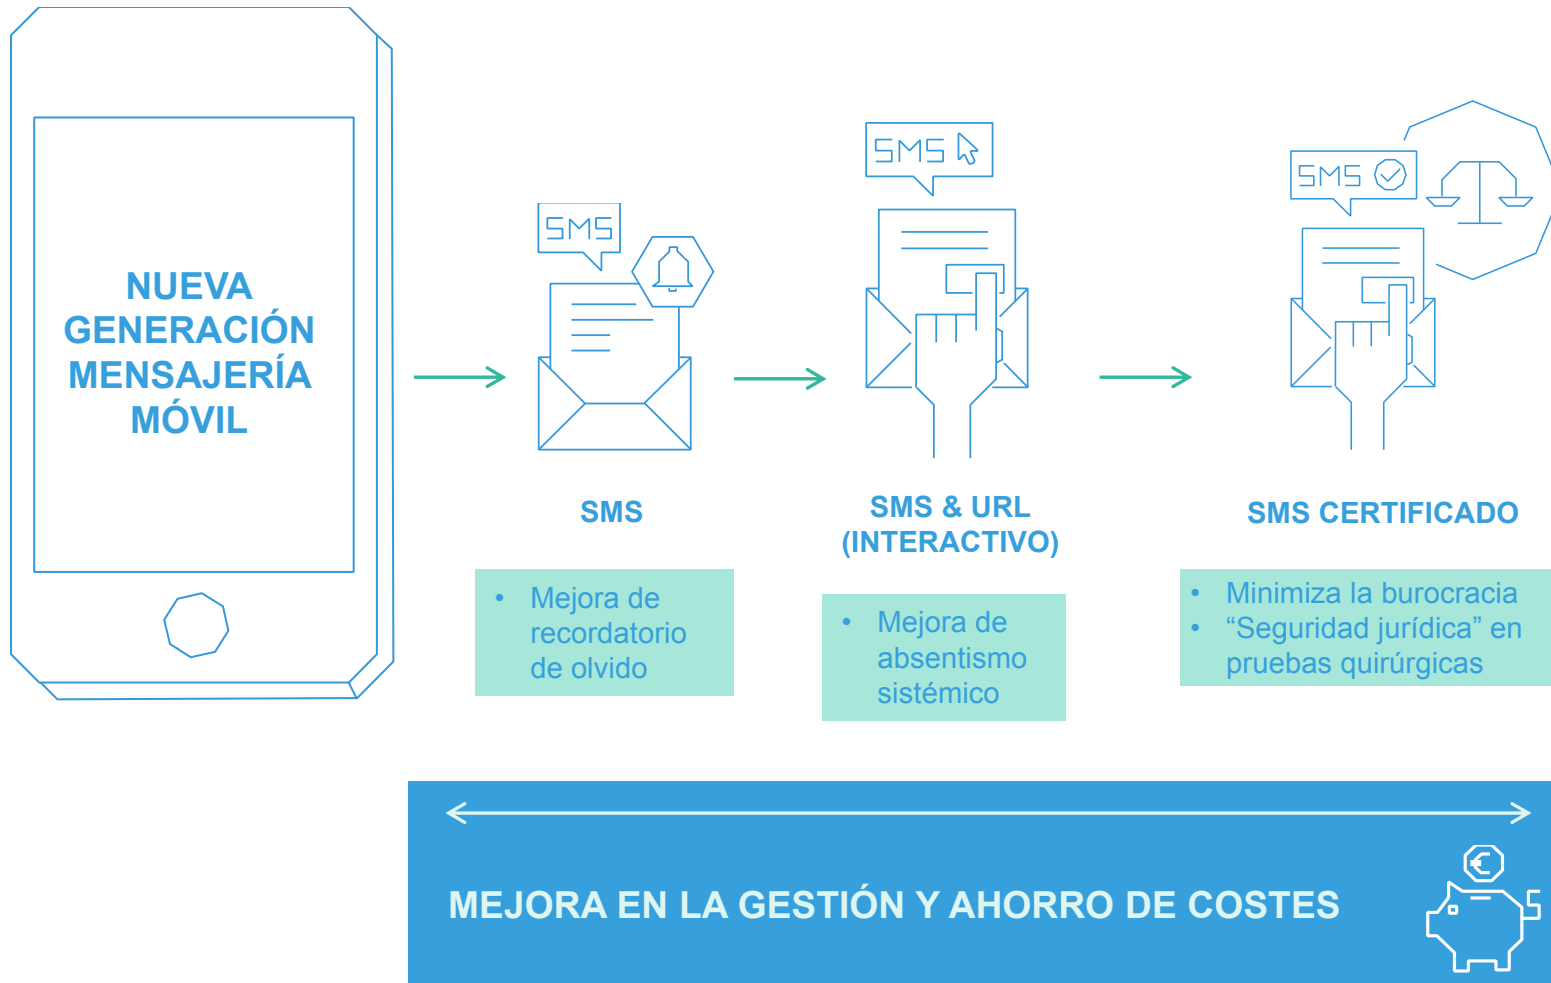 NUEVA
GENERACIÓN
MENSAJERÍA
MÓVIL
SMS
SMS
• Mejora de
recordatorio
de olvido
SMS
SMS & URL
(INTERACTIVO)
• Mejora de
absentismo
sistémico
SMS
SMS CERTIFICADO
• Minimiza la burocracia
• “Seguridad jurídica” en
pruebas quirúrgicas
€
MEJORA EN LA GESTIÓN Y AHORRO DE COSTES